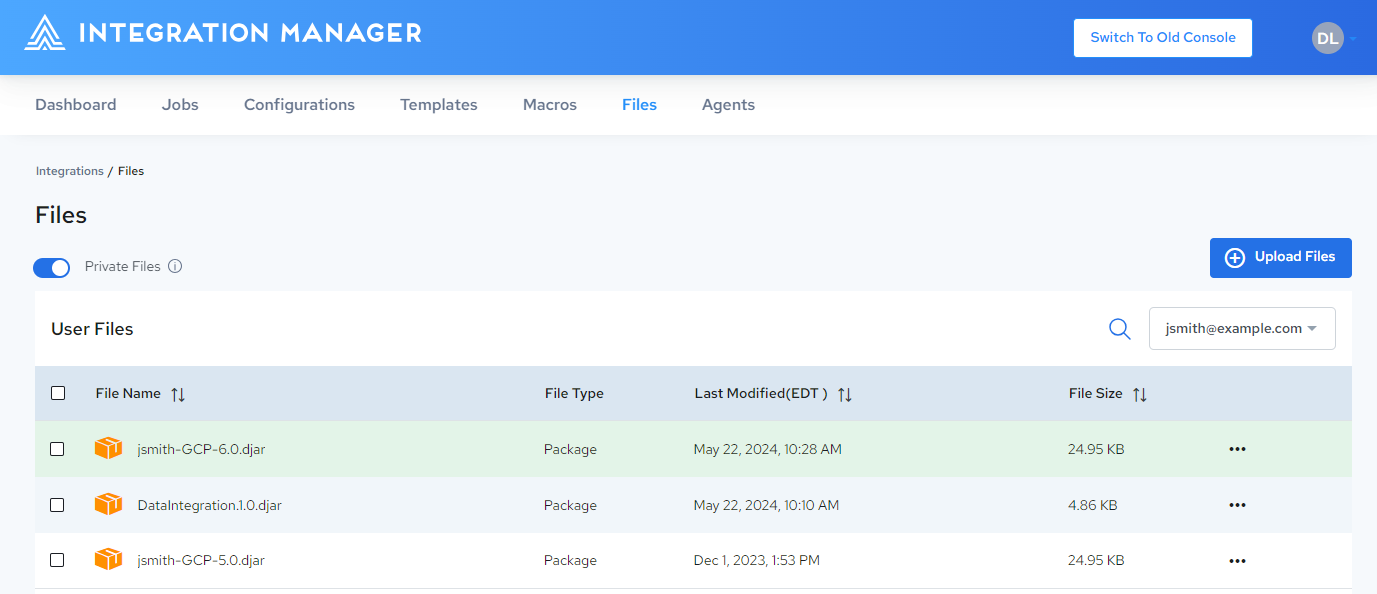 INTEGRATION MANAGER
Switch To Old Console
DL
Dashboard Jobs Configurations Templates Macros Files Agents
Integrations / Files
Files
Private Files
Upload Files
User Files
jsmith@example.com
File Name File Type Last Modified(EDT ) File Size
jsmith-GCP-6.0.djar Package May 22, 2024, 10:28 AM 24.95 KB
DataIntegration.1.0.djar Package May 22, 2024, 10:10 AM 4.86 KB
jsmith-GCP-5.0.djar Package Dec 1, 2023, 1:53 PM 24.95 KB